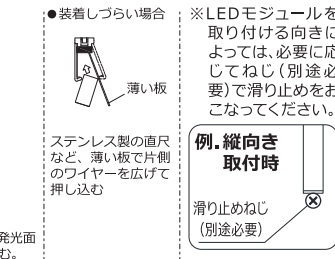 ●装着しづらい場合
薄い板
ステンレス製の直尺
など、薄い板で片側
のワイヤーを広げて
押し込む
発光面
む。
※LEDモジュールを
取り付ける向きに
よっては、必要に応
じてねじ(別途必
要)で滑り止めをお
こなってください。
例.縦向き
取付時
滑り止めねじ
(別途必要)